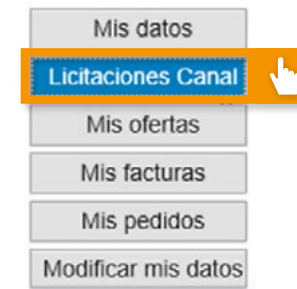 Mis datos
Licitaciones Canal
Mis ofertas
Mis facturas
Mis pedidos
Modificar mis datos